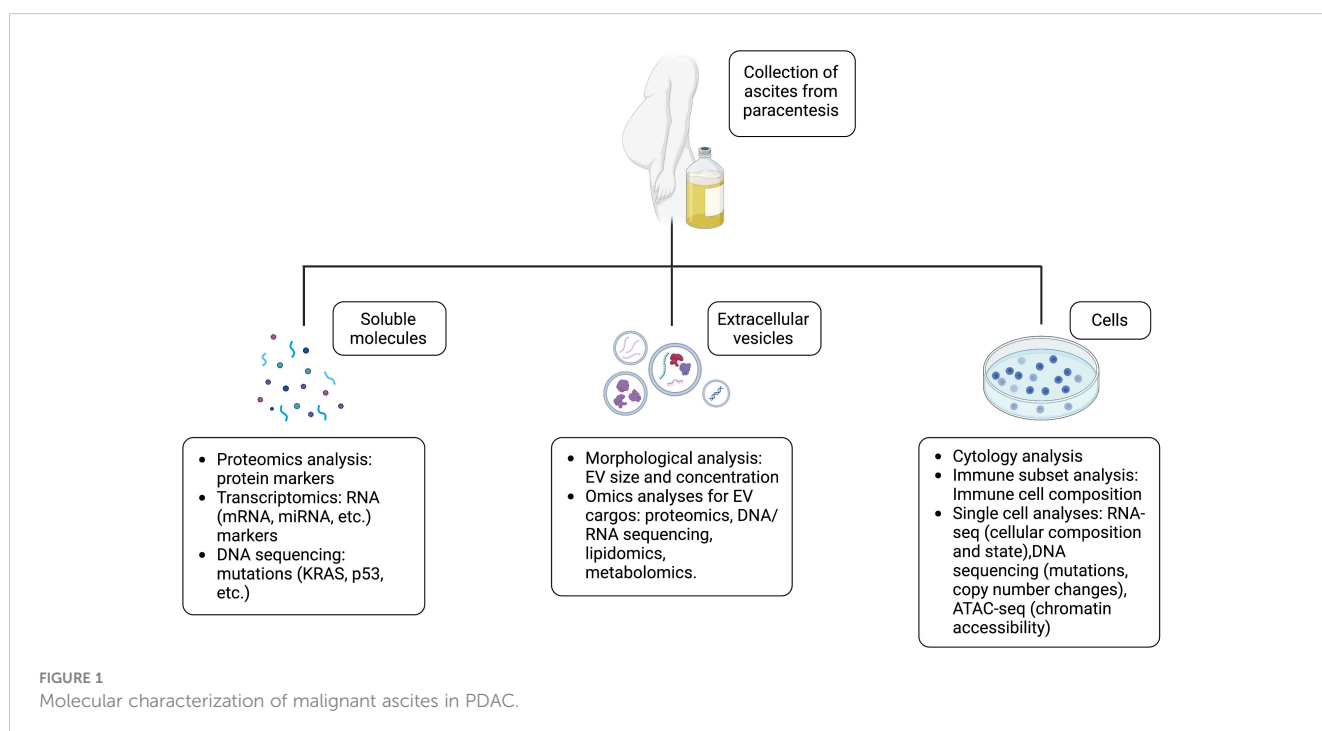 Collection of
ascites from
paracentesis
Soluble
molecules
Extracellular
vesicles
Cells
• Proteomics analysis:
protein markers
• Transcriptomics: RNA
(mRNA, miRNA, etc.)
markers
• DNA sequencing:
mutations (KRAS, p53,
etc.)
• Morphological analysis:
EV size and concentration
• Omics analyses for EV
cargos: proteomics, DNA/
RNA sequencing,
lipidomics,
metabolomics.
• Cytology analysis
• Immune subset analysis:
Immune cell composition
• Single cell analyses: RNA-
seq (cellular composition
and state),DNA
sequencing (mutations,
copy number changes),
ATAC-seq (chromatin
accessibility)
FIGURE 1
Molecular characterization of malignant ascites in PDAC.